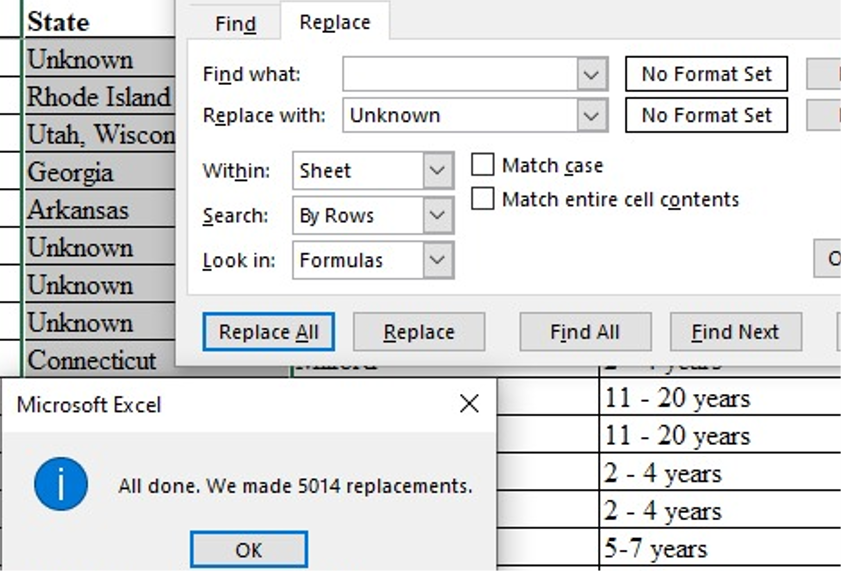 State
Unknown
Rhode Island
Utah, Wiscon
Georgia
Arkansas
Unknown
Unknown
Unknown
Connecticut
Find Replace
Find what: No Format Set
Replace with: Unknown No Format Set
Within: Sheet Match case
Match entire cell contents
Search: By Rows
Look in: Formulas
Replace All Replace Find All Find Next
Microsoft Excel
All done. We made 5014 replacements.
OK
11 - 20 years
11 - 20 years
2 - 4 years
2 - 4 years
5-7 years